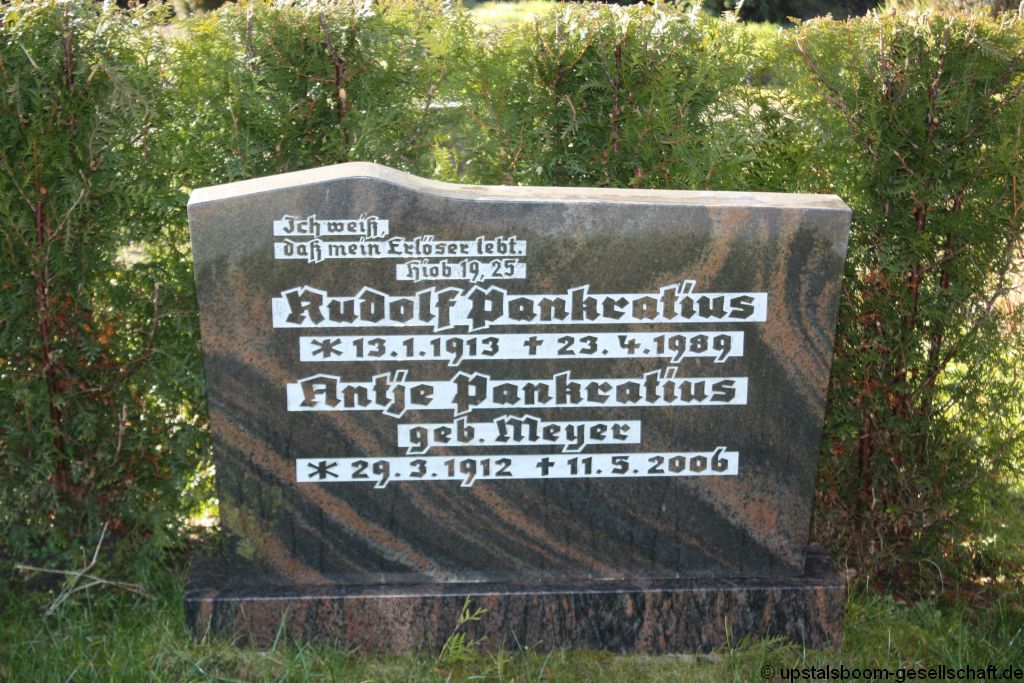 Ich weiß,
daß mein Erlöser lebt.
Hiob 19, 25
Rudolf Pankratius
* 13.1.1913 † 23.4.1989
Antje Pankratius
geb. Meyer
* 29.3.1912 † 11.5.2006
© upstalsboom-gesellschaft.de